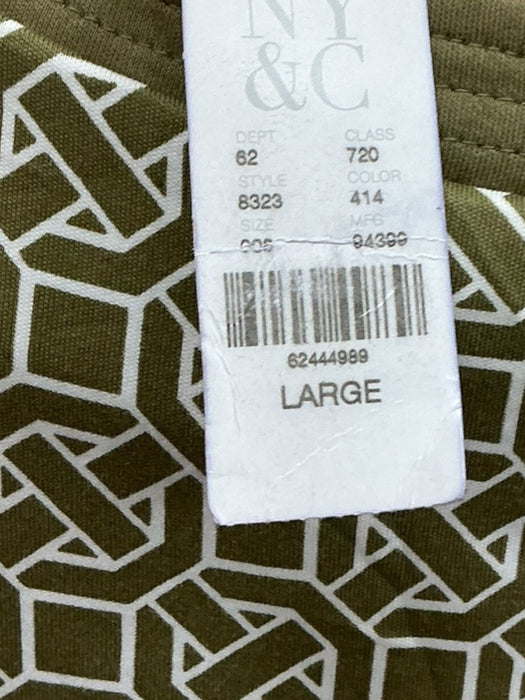 NY
&C
DEPT CLASS
62 720
STYLE COLOR
8323 414
SIZE MFG
94399
62444989
LARGE